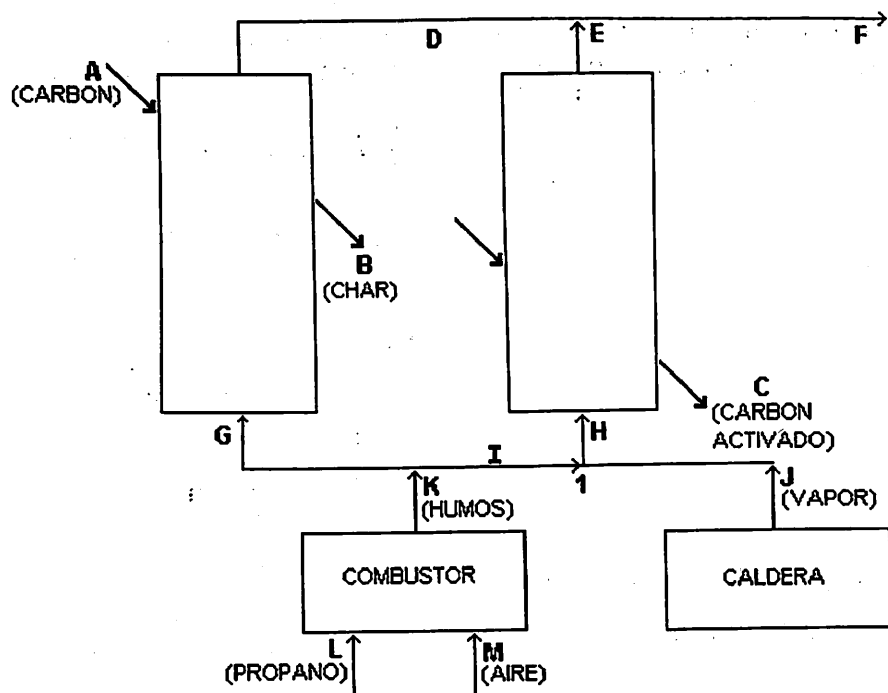 D
E
F
A
(CARBON)
B
(CHAR)
C
(CARBON
ACTIVADO)
G
H
I
1
K
(HUMOS)
J
(VAPOR)
COMBUSTOR
CALDERA
L
(PROPANO)
M
(AIRE)